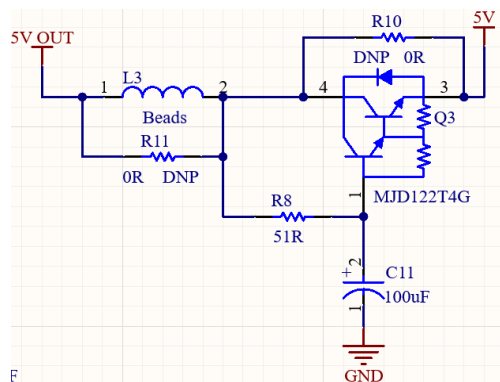 5V OUT
R10
5V
DNP 0R
L3
1
2
4
3
Beads
Q3
R11
0R DNP
MJD122T4G
1
R8
51R
2
+
C11
100uF
1
GND
F